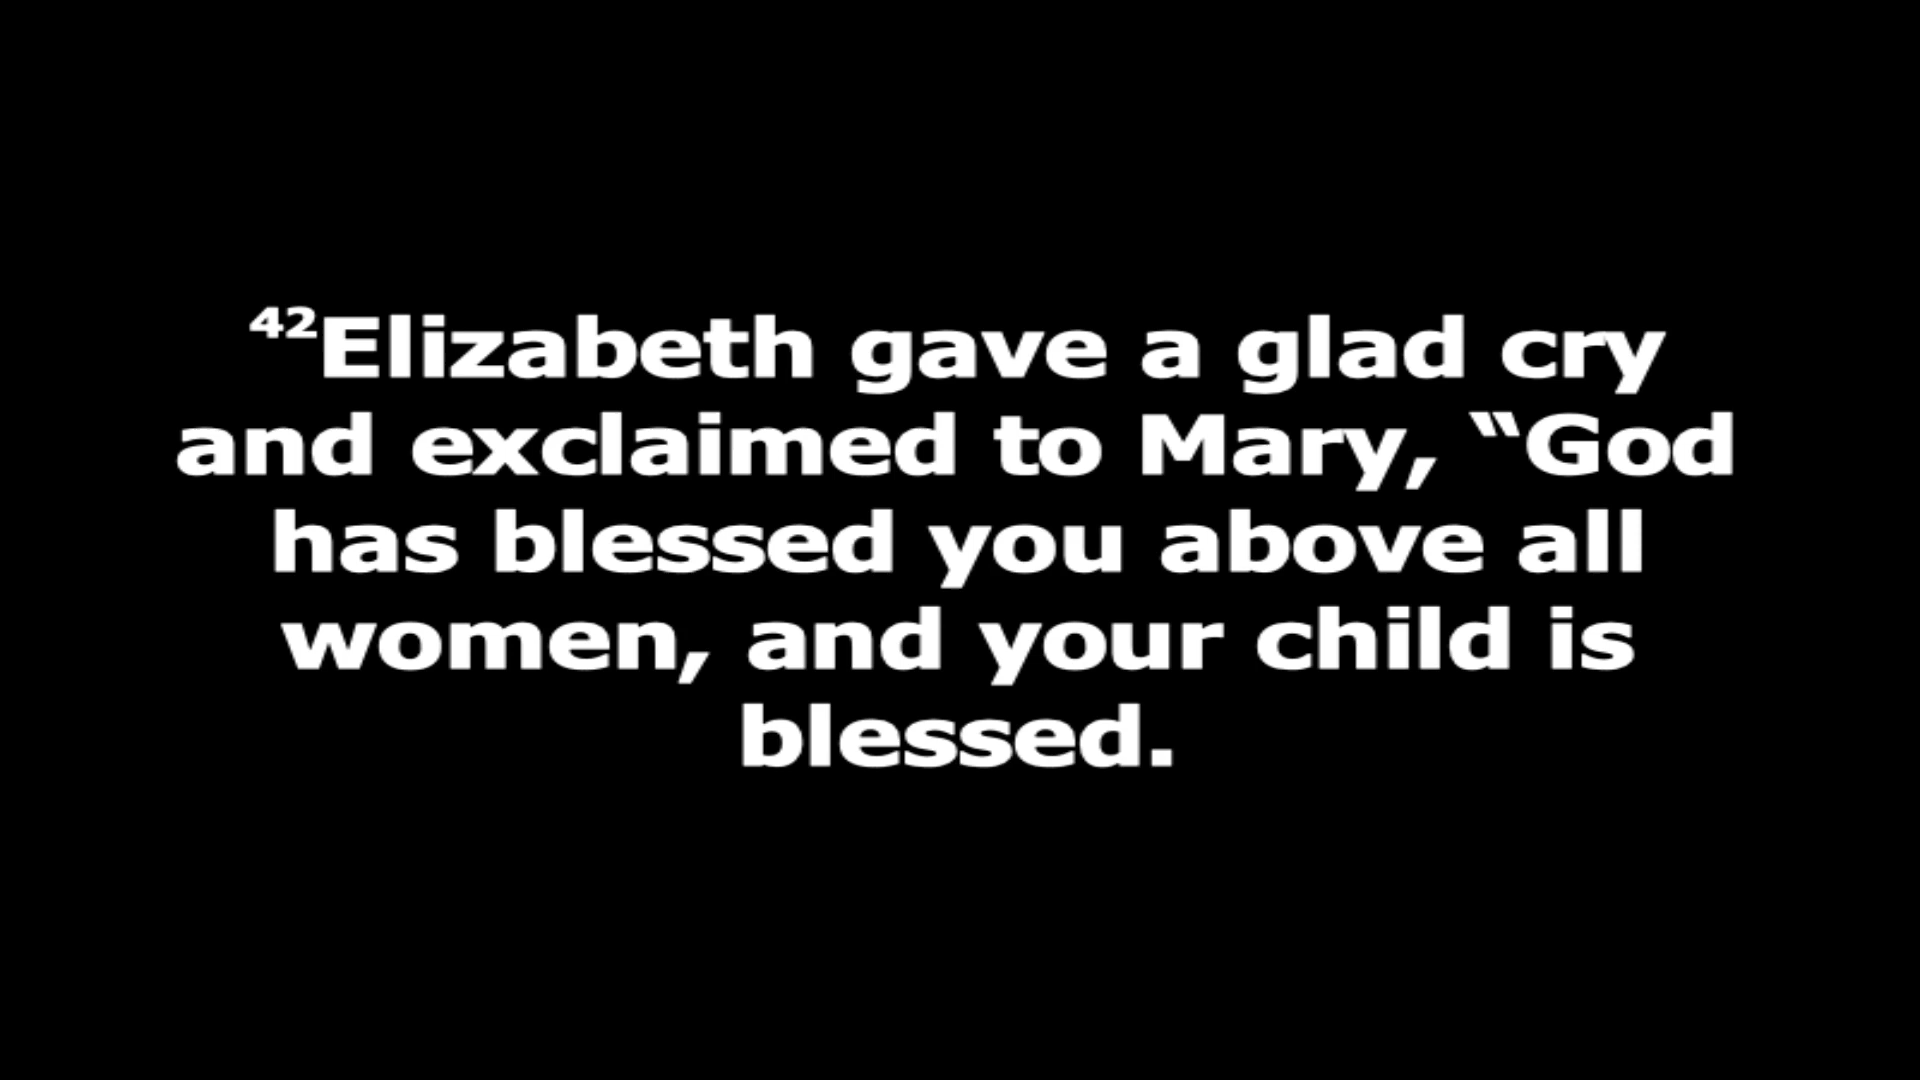 ⁴²Elizabeth gave a glad cry
and exclaimed to Mary, “God
has blessed you above all
women, and your child is
blessed.